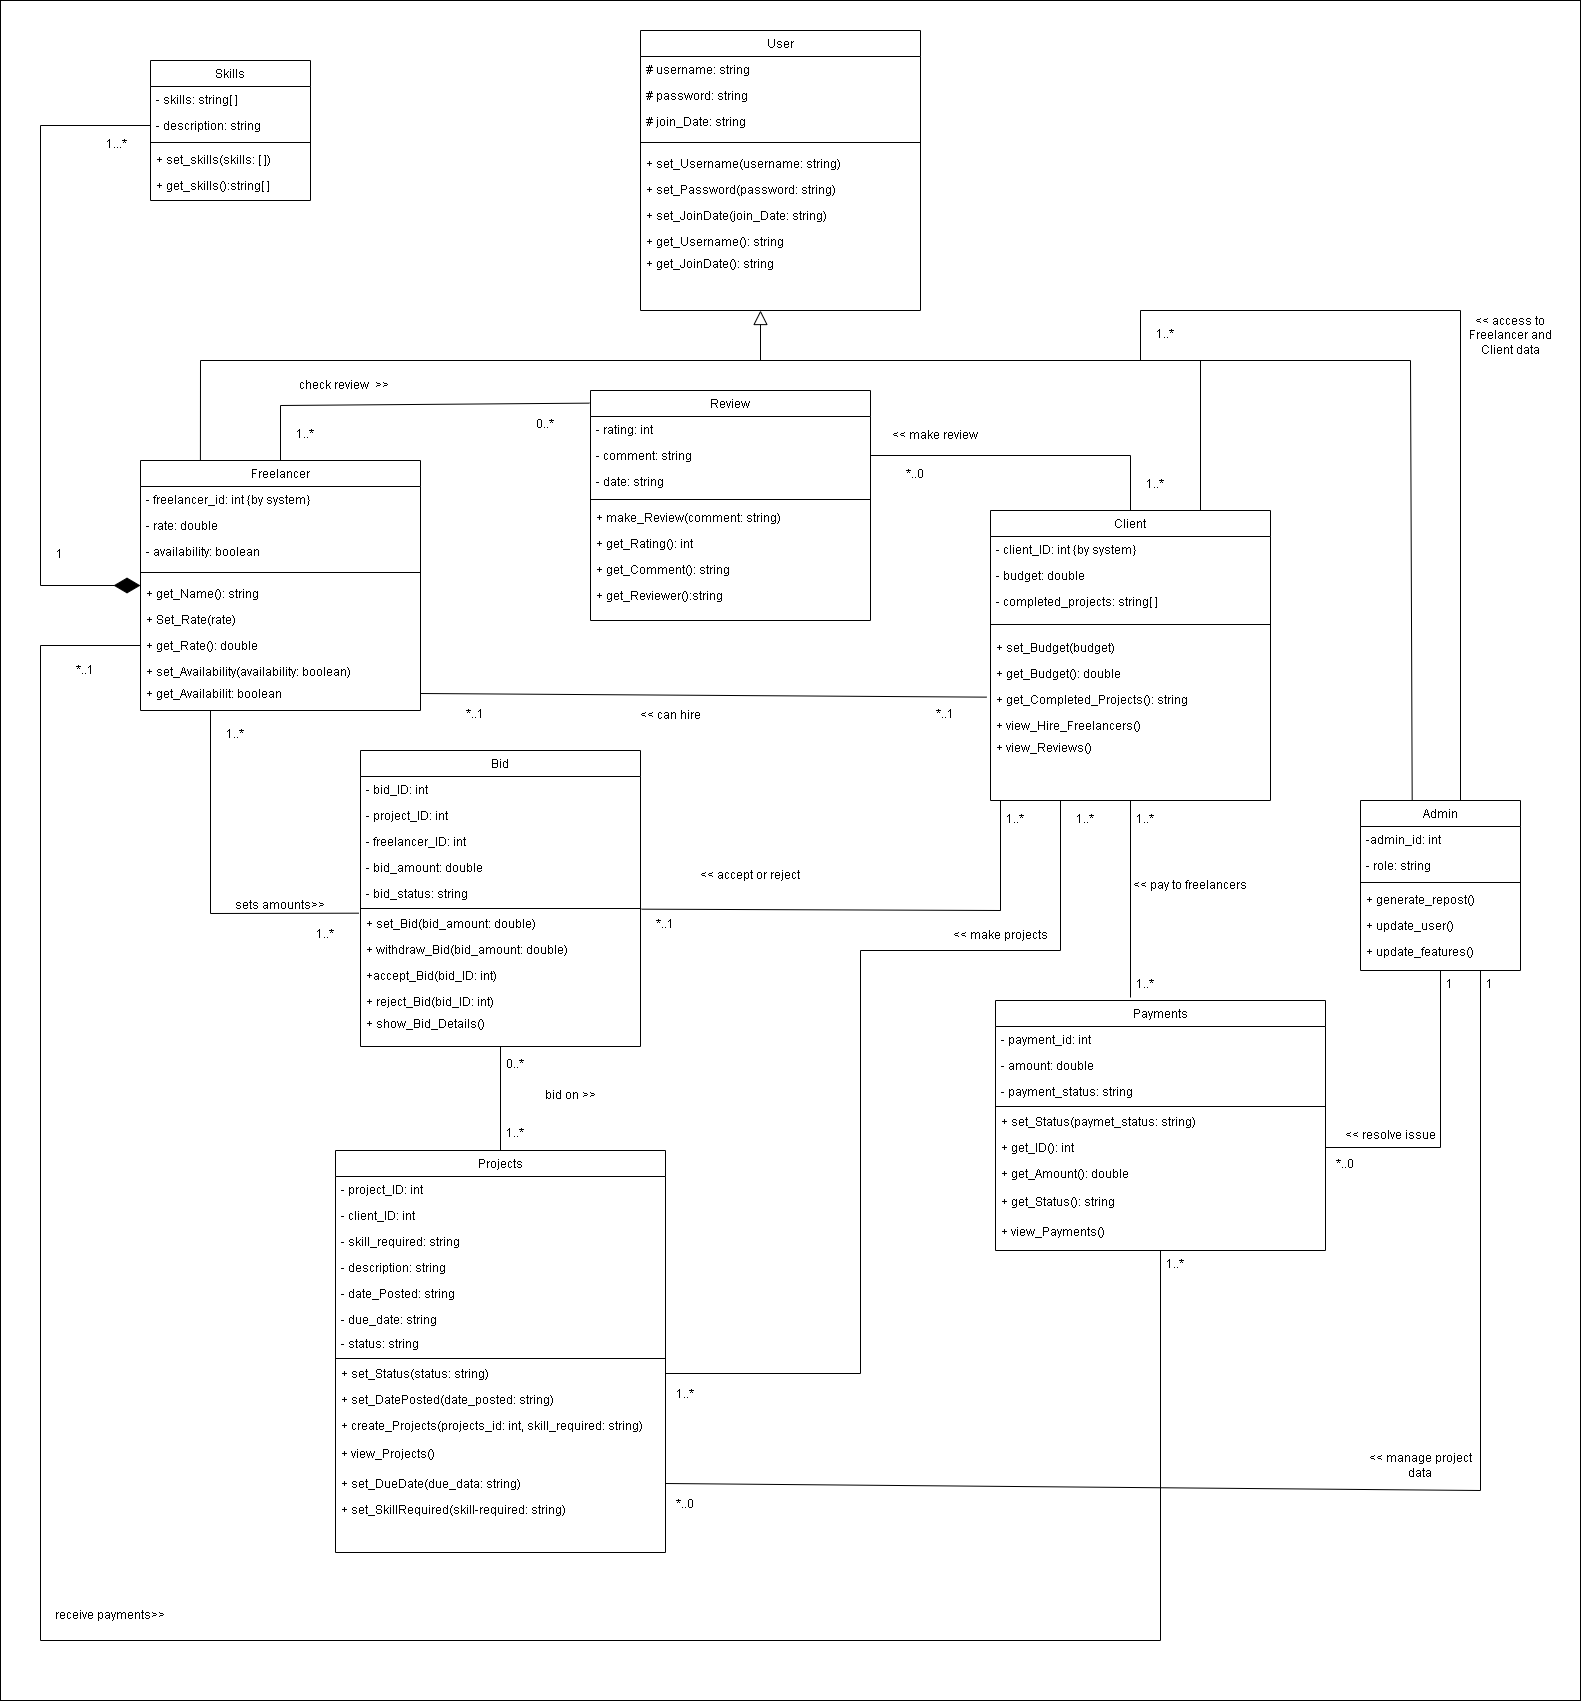 User
# username: string
# password: string
# join_Date: string
+ set_Username(username: string)
+ set_Password(password: string)
+ set_JoinDate(join_Date: string)
+ get_Username(): string
+ get_JoinDate(): string
Skills
- skills: string[ ]
- description: string
+ set_skills(skills: [ ])
+ get_skills():string[ ]
1...*
1
1..*
<< access to
Freelancer and
Client data
check review >>
1..*
0..*
Review
- rating: int
- comment: string
- date: string
+ make_Review(comment: string)
+ get_Rating(): int
+ get_Comment(): string
+ get_Reviewer():string
<< make review
*..0
1..*
Freelancer
- freelancer_id: int {by system}
- rate: double
- availability: boolean
+ get_Name(): string
+ Set_Rate(rate)
+ get_Rate(): double
+ set_Availability(availability: boolean)
+ get_Availabilit: boolean
*..1
Client
- client_ID: int {by system}
- budget: double
- completed_projects: string[ ]
+ set_Budget(budget)
+ get_Budget(): double
+ get_Completed_Projects(): string
+ view_Hire_Freelancers()
+ view_Reviews()
*..1
<< can hire
*..1
1..*
sets amounts>>
1..*
Bid
- bid_ID: int
- project_ID: int
- freelancer_ID: int
- bid_amount: double
- bid_status: string
+ set_Bid(bid_amount: double)
+ withdraw_Bid(bid_amount: double)
+accept_Bid(bid_ID: int)
+ reject_Bid(bid_ID: int)
+ show_Bid_Details()
1..*
1..*
1..*
<< accept or reject
*..1
<< pay to freelancers
<< make projects
1..*
Admin
-admin_id: int
- role: string
+ generate_repost()
+ update_user()
+ update_features()
1
1
Payments
- payment_id: int
- amount: double
- payment_status: string
+ set_Status(paymet_status: string)
+ get_ID(): int
+ get_Amount(): double
+ get_Status(): string
+ view_Payments()
<< resolve issue
*..0
1..*
0..*
bid on >>
1..*
Projects
- project_ID: int
- client_ID: int
- skill_required: string
- description: string
- date_Posted: string
- due_date: string
- status: string
+ set_Status(status: string)
+ set_DatePosted(date_posted: string)
+ create_Projects(projects_id: int, skill_required: string)
+ view_Projects()
+ set_DueDate(due_data: string)
+ set_SkillRequired(skill-required: string)
1..*
<< manage project
data
*..0
receive payments>>